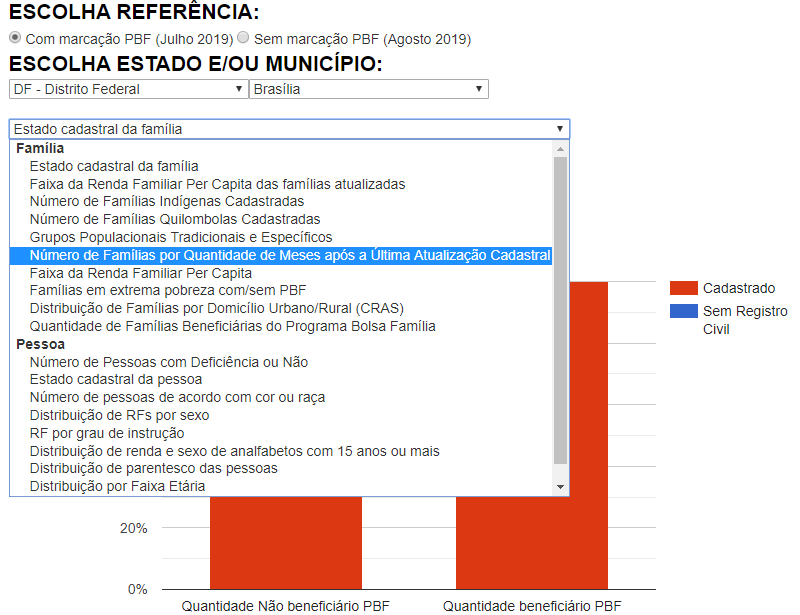 ESCOLHA REFERÊNCIA:
Com marcação PBF (Julho 2019) Sem marcação PBF (Agosto 2019)
ESCOLHA ESTADO E/OU MUNICÍPIO:
DF - Distrito Federal Brasília
Estado cadastral da família
Família
Estado cadastral da família
Faixa da Renda Familiar Per Capita das famílias atualizadas
Número de Famílias Indígenas Cadastradas
Número de Famílias Quilombolas Cadastradas
Grupos Populacionais Tradicionais e Específicos
Número de Famílias por Quantidade de Meses após a Última Atualização Cadastral
Faixa da Renda Familiar Per Capita
Famílias em extrema pobreza com/sem PBF
Distribuição de Famílias por Domicílio Urbano/Rural (CRAS)
Quantidade de Famílias Beneficiárias do Programa Bolsa Família
Pessoa
Número de Pessoas com Deficiência ou Não
Estado cadastral da pessoa
Número de pessoas de acordo com cor ou raça
Distribuição de RFs por sexo
RF por grau de instrução
Distribuição de renda e sexo de analfabetos com 15 anos ou mais
Distribuição de parentesco das pessoas
Distribuição por Faixa Etária
Cadastrado
Sem Registro
Civil
20%
0%
Quantidade Não beneficiário PBF Quantidade beneficiário PBF